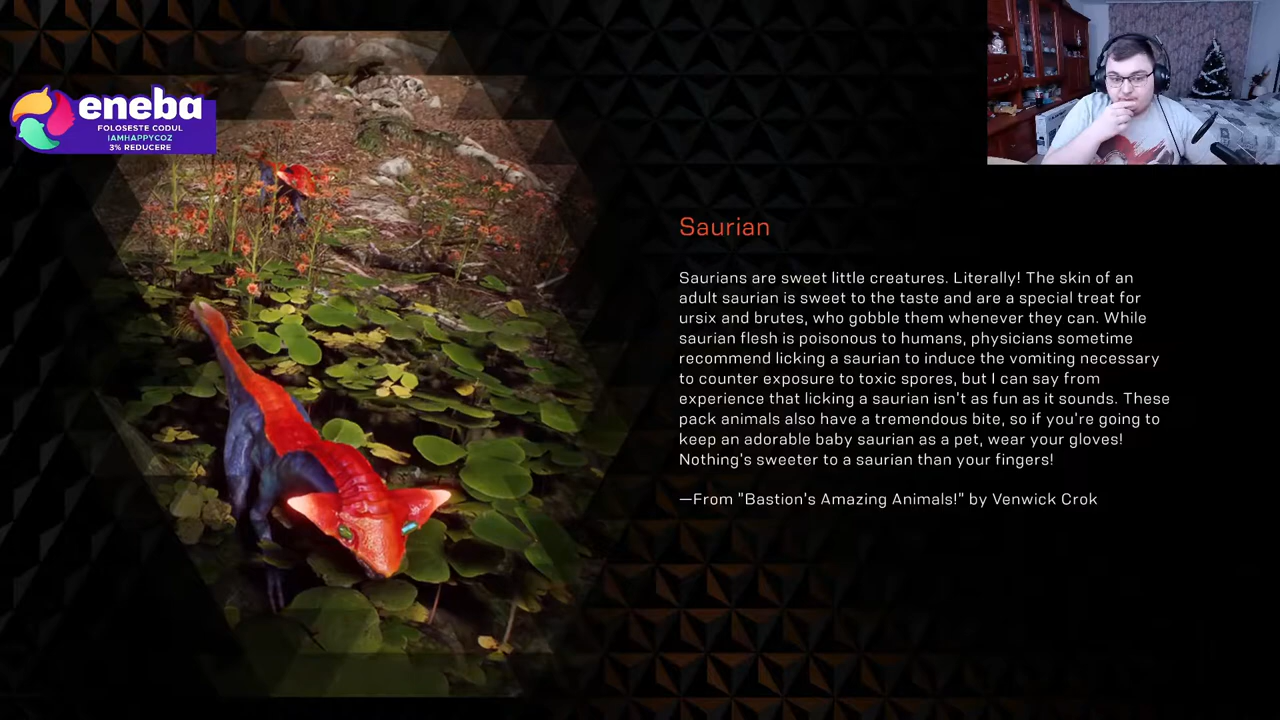 eneba
FOLOSESTE CODUL
IAMHAPPYCOZ
3% REDUCERE
Saurian
Saurians are sweet little creatures. Literally! The skin of an
adult saurian is sweet to the taste and are a special treat for
ursix and brutes, who gobble them whenever they can. While
saurian flesh is poisonous to humans, physicians sometime
recommend licking a saurian to induce the vomiting necessary
to counter exposure to toxic spores, but I can say from
experience that licking a saurian isn't as fun as it sounds. These
pack animals also have a tremendous bite, so if you're going to
keep an adorable baby saurian as a pet, wear your gloves!
Nothing's sweeter to a saurian than your fingers!
—From "Bastion's Amazing Animals!" by Venwick Crok